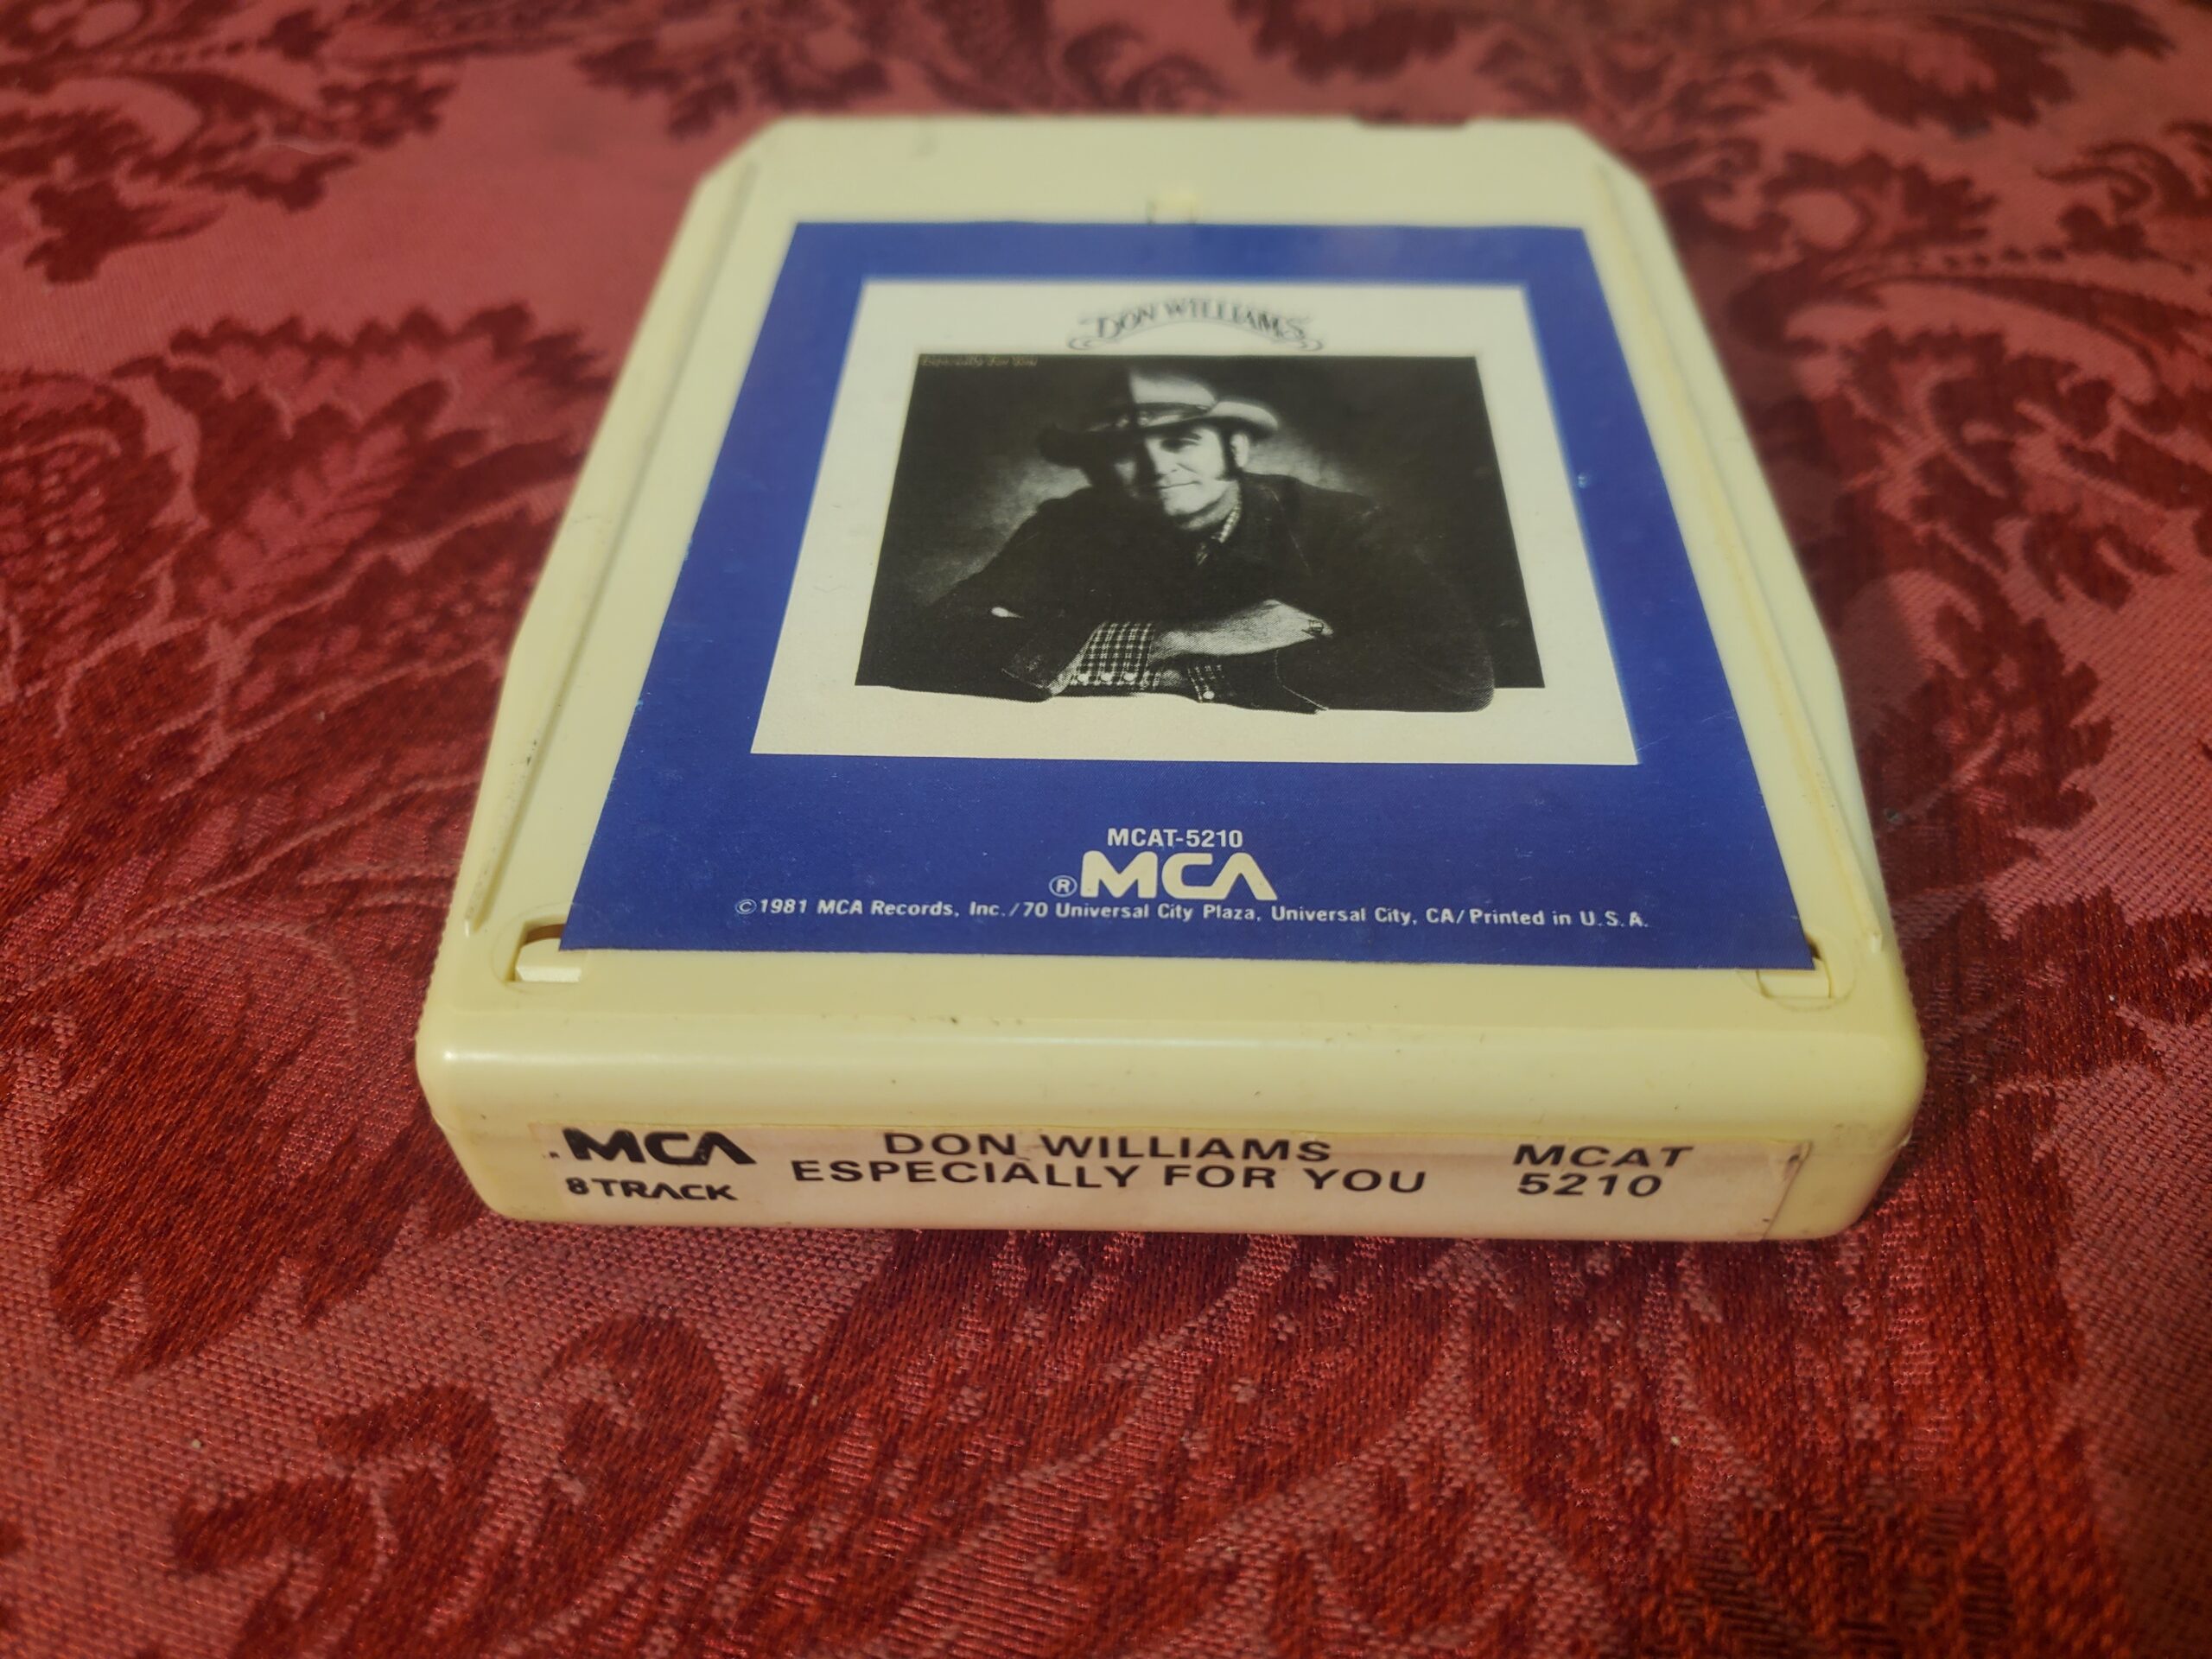 DON WILLIAMS
Especially For You
MCAT-5210
®MCA
©1981 MCA Records, Inc./70 Universal City Plaza, Universal City, CA/Printed in U.S.A.
MCA DON WILLIAMS MCAT
8 TRACK ESPECIALLY FOR YOU 5210